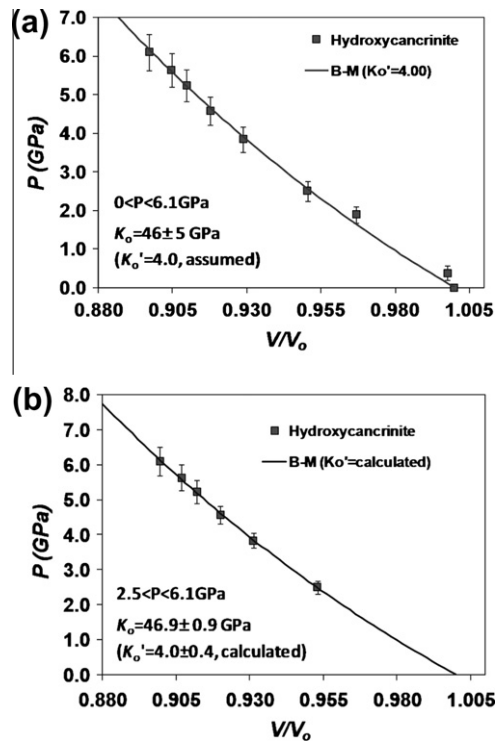 (a)
7.0
6.0
5.0
4.0
3.0
2.0
1.0
0.0
P (GPa)
Hydroxycancrinite
B-M (Ko'=4.00)
0<P<6.1GPa
Ko=46±5 GPa
(Ko'=4.0, assumed)
0.880 0.905 0.930 0.955 0.980 1.005
V/Vo
(b)
8.0
7.0
6.0
5.0
4.0
3.0
2.0
1.0
0.0
P (GPa)
Hydroxycancrinite
B-M (Ko'=calculated)
2.5<P<6.1GPa
Ko=46.9±0.9 GPa
(Ko'=4.0±0.4, calculated)
0.880 0.905 0.930 0.955 0.980 1.005
V/Vo